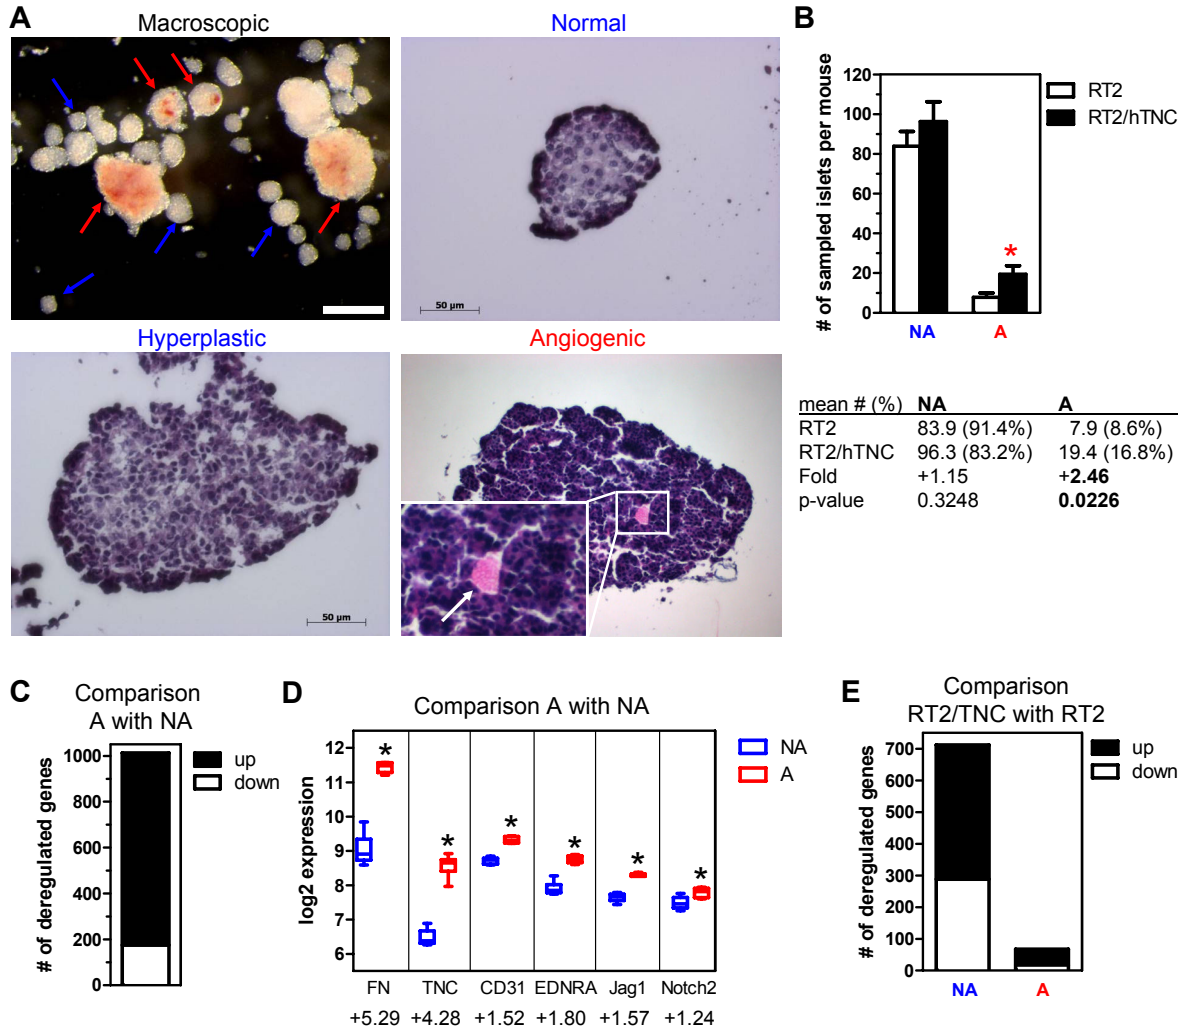 A
Macroscopic
Normal
50 µm
Hyperplastic
Angiogenic
50 µm
B
# of sampled islets per mouse
120
100
80
60
40
20
0
*
NA
A
RT2
RT2/hTNC
mean # (%) NA A
RT2 83.9 (91.4%) 7.9 (8.6%)
RT2/hTNC 96.3 (83.2%) 19.4 (16.8%)
Fold +1.15 +2.46
p-value 0.3248 0.0226
C
Comparison
A with NA
# of deregulated genes
1000
800
600
400
200
0
up
down
D
Comparison A with NA
log2 expression
12
11
10
9
8
7
6
* * * * * *
NA
A
FN TNC CD31 EDNRA Jag1 Notch2
+5.29 +4.28 +1.52 +1.80 +1.57 +1.24
E
Comparison
RT2/TNC with RT2
# of deregulated genes
700
600
500
400
300
200
100
0
NA
A
up
down